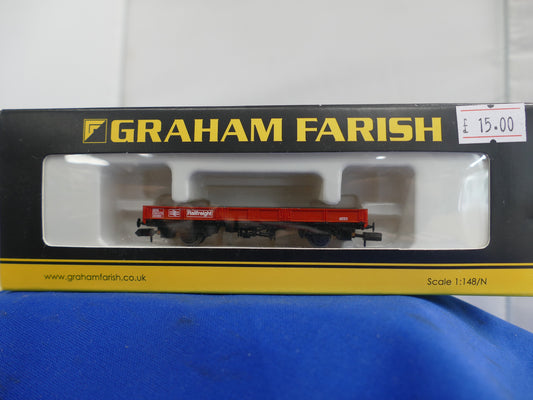 GRAHAM FARISH
£ 15.00
Railfreight
www.grahamfarish.co.uk
Scale 1:148/N